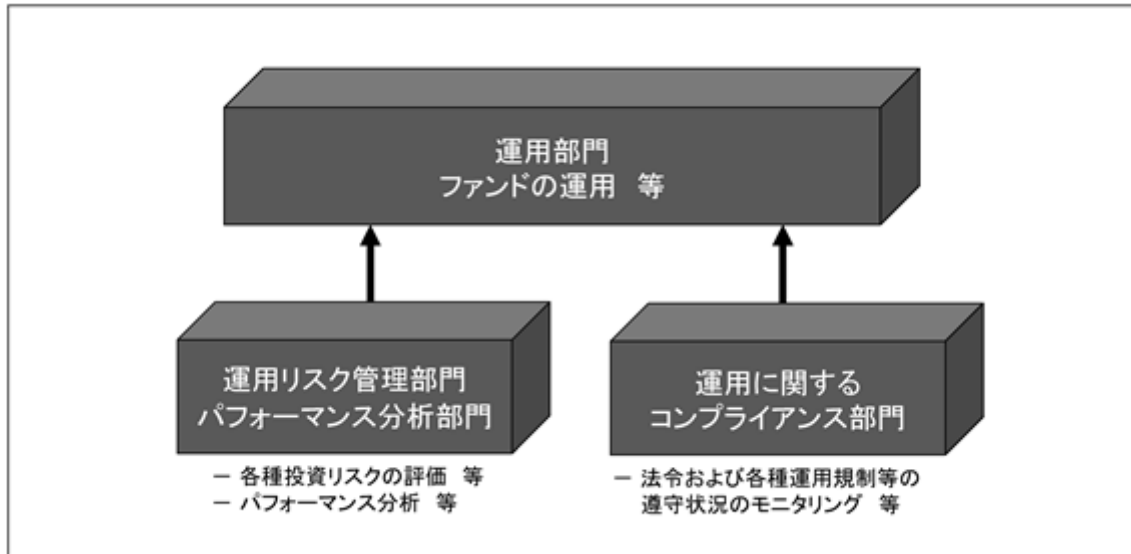 運用部門
ファンドの運用 等
運用リスク管理部門
パフォーマンス分析部門
運用に関する
コンプライアンス部門
－ 各種投資リスクの評価 等
－ パフォーマンス分析 等
－ 法令および各種運用規制等の
遵守状況のモニタリング 等